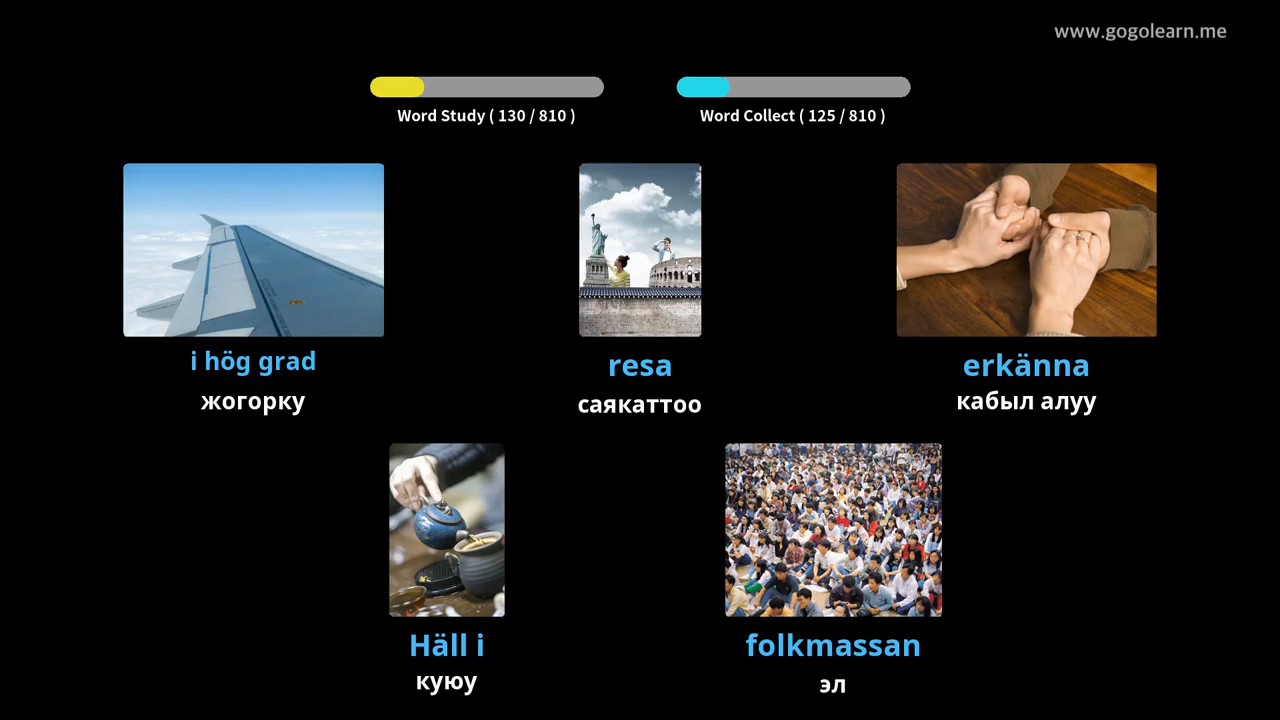 www.gogolearn.me
Word Study ( 130 / 810 )
Word Collect ( 125 / 810 )
i hög grad
жогорку
resa
саякаттоо
erkänna
кабыл алуу
Häll i
куюу
folkmassan
эл